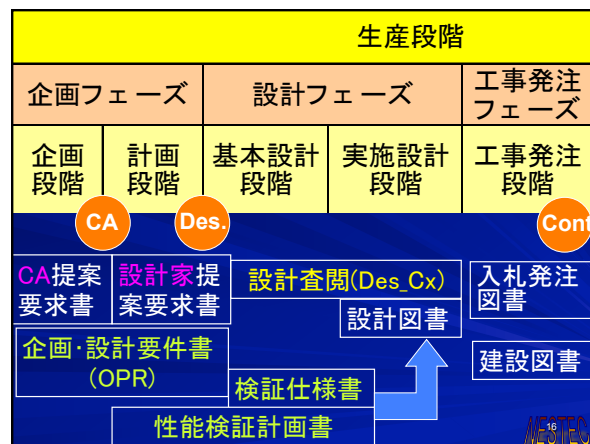 生産段階
企画フェーズ
設計フェーズ
工事発注
フェーズ
企画
段階
計画
段階
基本設計
段階
実施設計
段階
工事発注
段階
CA
Des.
Cont
CA提案
要求書
設計家提
案要求書
設計査閲(Des_Cx)
設計図書
入札発注
図書
企画・設計要件書
(OPR)
検証仕様書
建設図書
性能検証計画書
16
NESTEC